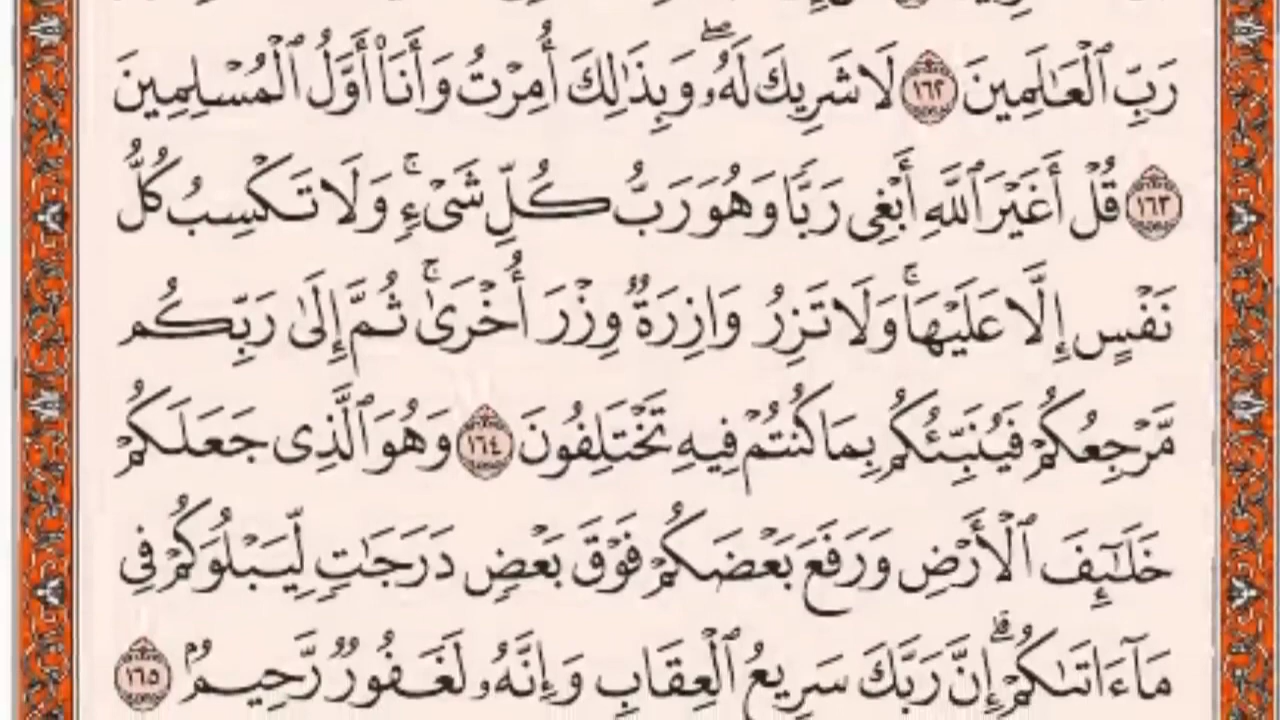 رَبِّ ٱلْعَـٰلَمِينَ ١٦٢ لَا شَرِيكَ لَهُۥ ۖ وَبِذَٰلِكَ أُمِرْتُ وَأَنَا۠ أَوَّلُ ٱلْمُسْلِمِينَ
١٦٣ قُلْ أَغَيْرَ ٱللَّهِ أَبْغِى رَبًّا وَهُوَ رَبُّ كُلِّ شَىْءٍ ۚ وَلَا تَكْسِبُ كُلُّ
نَفْسٍ إِلَّا عَلَيْهَا ۚ وَلَا تَزِرُ وَازِرَةٌ وِزْرَ أُخْرَىٰ ۚ ثُمَّ إِلَىٰ رَبِّكُم
مَّرْجِعُكُمْ فَيُنَبِّئُكُم بِمَا كُنتُمْ فِيهِ تَخْتَلِفُونَ ١٦٤ وَهُوَ ٱلَّذِى جَعَلَكُمْ
خَلَـٰٓئِفَ ٱلْأَرْضِ وَرَفَعَ بَعْضَكُمْ فَوْقَ بَعْضٍ دَرَجَـٰتٍ لِّيَبْلُوَكُمْ فِى
مَآ ءَاتَىٰكُمْ ۗ إِنَّ رَبَّكَ سَرِيعُ ٱلْعِقَابِ وَإِنَّهُۥ لَغَفُورٌ رَّحِيمٌۢ ١٦٥